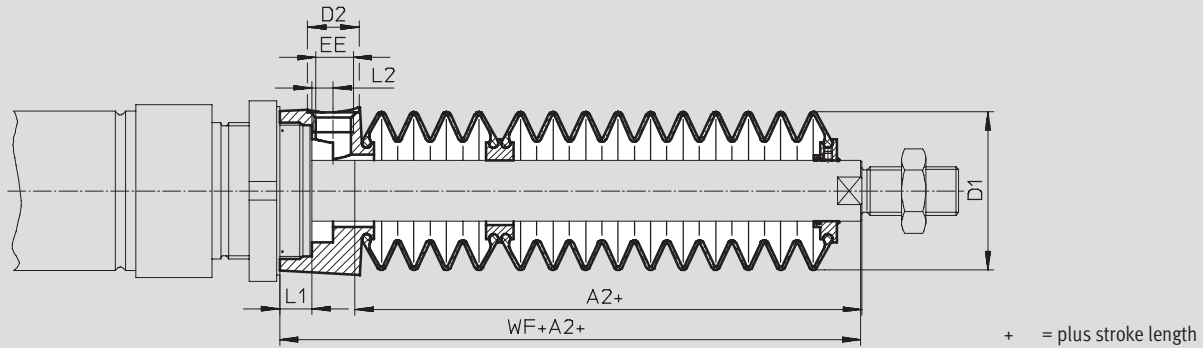 D2
EE
L2
D1
L1
A2+
WF+A2+
+ = plus stroke length